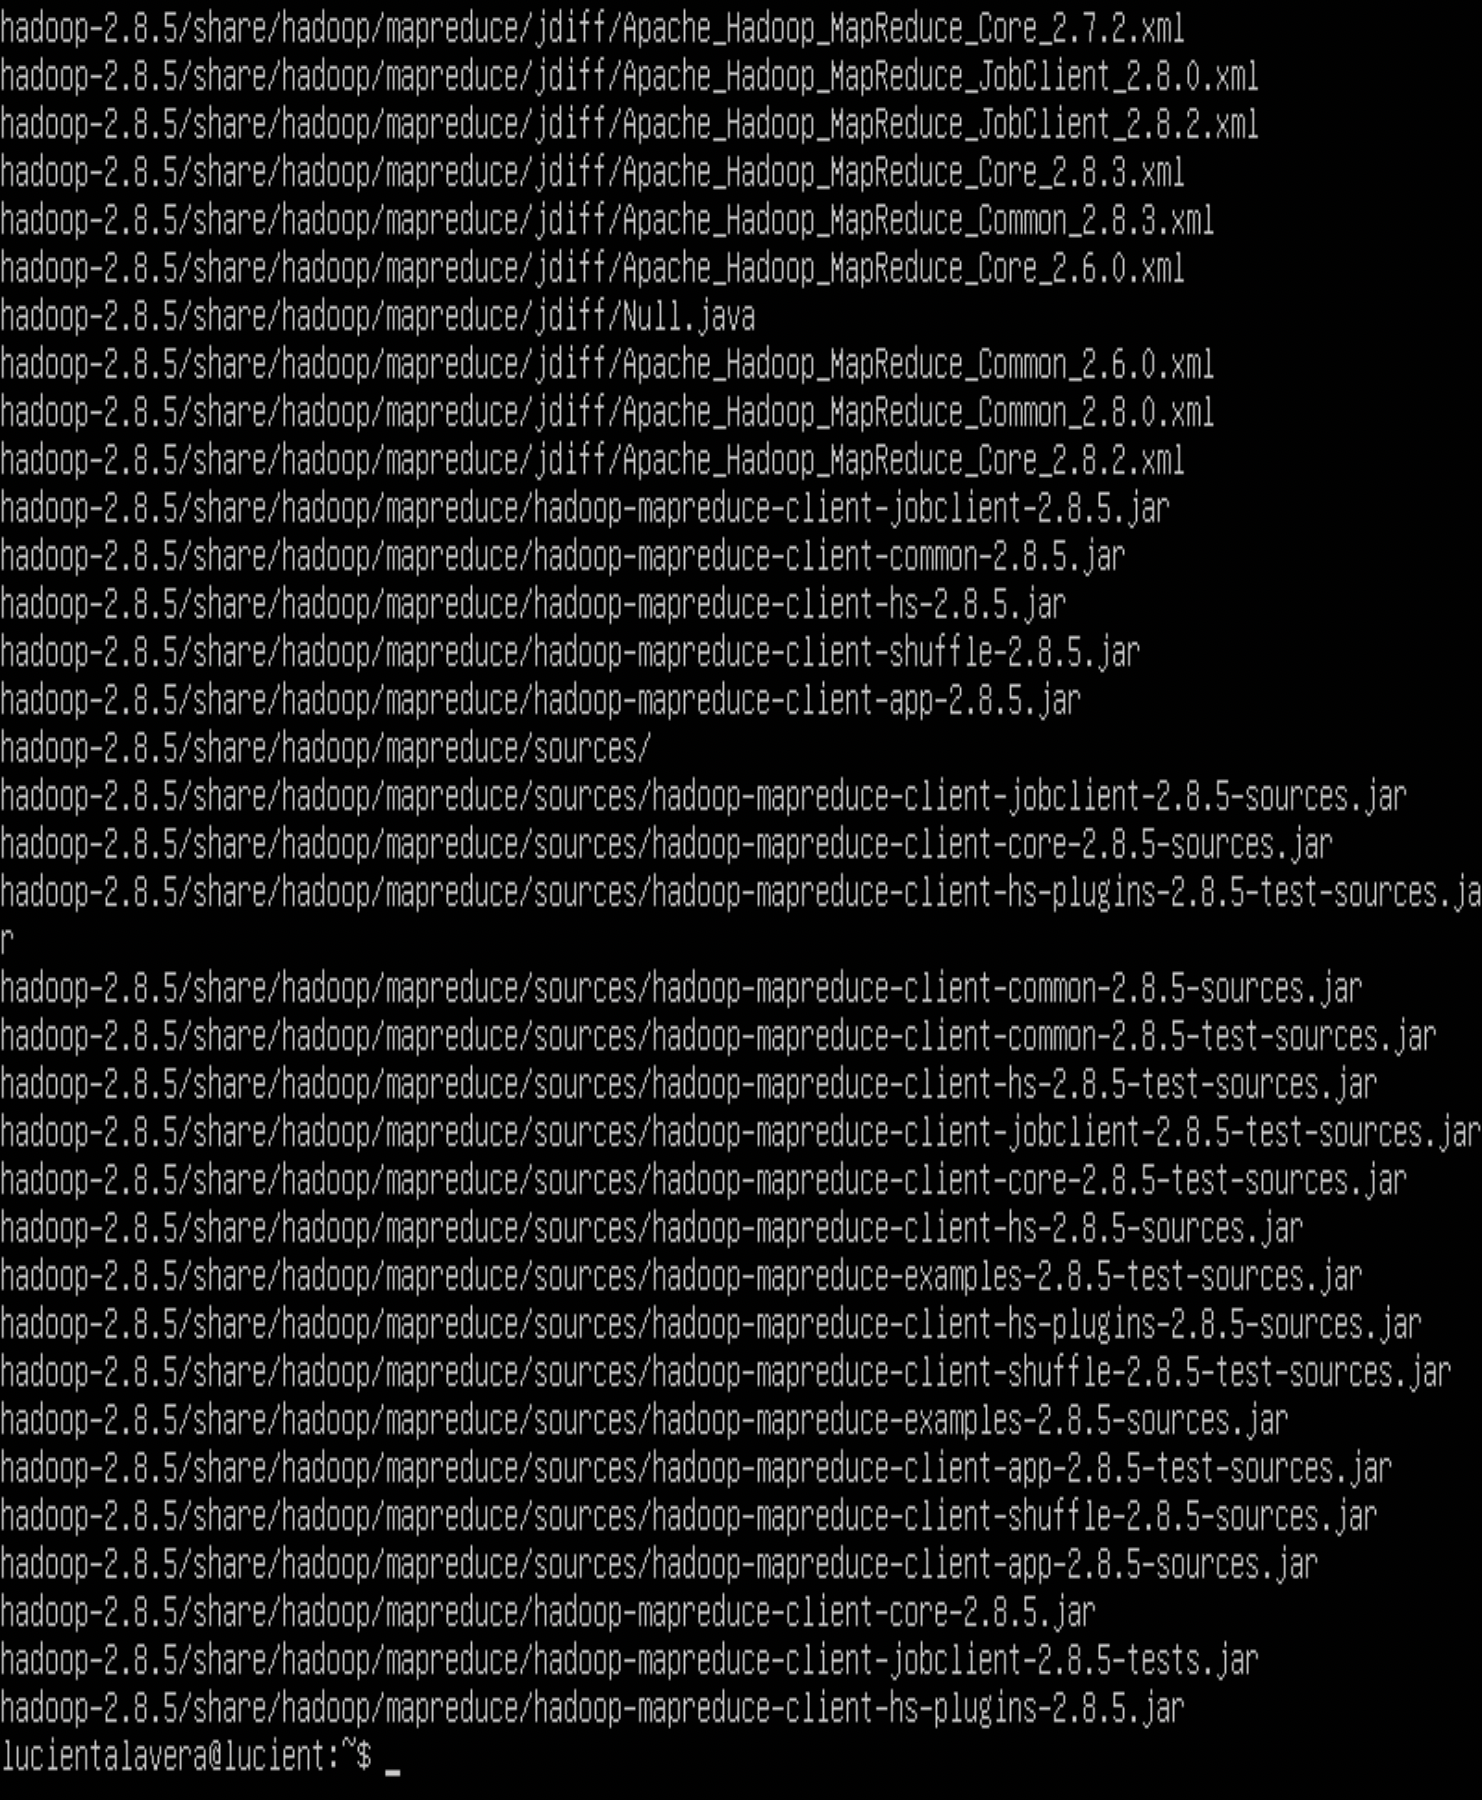 hadoop-2.8.5/share/hadoop/mapreduce/jdiff/Apache_Hadoop_MapReduce_Core_2.7.2.xml
hadoop-2.8.5/share/hadoop/mapreduce/jdiff/Apache_Hadoop_MapReduce_JobClient_2.8.0.xml
hadoop-2.8.5/share/hadoop/mapreduce/jdiff/Apache_Hadoop_MapReduce_JobClient_2.8.2.xml
hadoop-2.8.5/share/hadoop/mapreduce/jdiff/Apache_Hadoop_MapReduce_Core_2.8.3.xml
hadoop-2.8.5/share/hadoop/mapreduce/jdiff/Apache_Hadoop_MapReduce_Common_2.8.3.xml
hadoop-2.8.5/share/hadoop/mapreduce/jdiff/Apache_Hadoop_MapReduce_Core_2.6.0.xml
hadoop-2.8.5/share/hadoop/mapreduce/jdiff/Null.java
hadoop-2.8.5/share/hadoop/mapreduce/jdiff/Apache_Hadoop_MapReduce_Common_2.6.0.xml
hadoop-2.8.5/share/hadoop/mapreduce/jdiff/Apache_Hadoop_MapReduce_Common_2.8.0.xml
hadoop-2.8.5/share/hadoop/mapreduce/jdiff/Apache_Hadoop_MapReduce_Core_2.8.2.xml
hadoop-2.8.5/share/hadoop/mapreduce/hadoop-mapreduce-client-jobclient-2.8.5.jar
hadoop-2.8.5/share/hadoop/mapreduce/hadoop-mapreduce-client-common-2.8.5.jar
hadoop-2.8.5/share/hadoop/mapreduce/hadoop-mapreduce-client-hs-2.8.5.jar
hadoop-2.8.5/share/hadoop/mapreduce/hadoop-mapreduce-client-shuffle-2.8.5.jar
hadoop-2.8.5/share/hadoop/mapreduce/hadoop-mapreduce-client-app-2.8.5.jar
hadoop-2.8.5/share/hadoop/mapreduce/sources/
hadoop-2.8.5/share/hadoop/mapreduce/sources/hadoop-mapreduce-client-jobclient-2.8.5-sources.jar
hadoop-2.8.5/share/hadoop/mapreduce/sources/hadoop-mapreduce-client-core-2.8.5-sources.jar
hadoop-2.8.5/share/hadoop/mapreduce/sources/hadoop-mapreduce-client-hs-plugins-2.8.5-test-sources.ja
r
hadoop-2.8.5/share/hadoop/mapreduce/sources/hadoop-mapreduce-client-common-2.8.5-sources.jar
hadoop-2.8.5/share/hadoop/mapreduce/sources/hadoop-mapreduce-client-common-2.8.5-test-sources.jar
hadoop-2.8.5/share/hadoop/mapreduce/sources/hadoop-mapreduce-client-hs-2.8.5-test-sources.jar
hadoop-2.8.5/share/hadoop/mapreduce/sources/hadoop-mapreduce-client-jobclient-2.8.5-test-sources.jar
hadoop-2.8.5/share/hadoop/mapreduce/sources/hadoop-mapreduce-client-core-2.8.5-test-sources.jar
hadoop-2.8.5/share/hadoop/mapreduce/sources/hadoop-mapreduce-client-hs-2.8.5-sources.jar
hadoop-2.8.5/share/hadoop/mapreduce/sources/hadoop-mapreduce-examples-2.8.5-test-sources.jar
hadoop-2.8.5/share/hadoop/mapreduce/sources/hadoop-mapreduce-client-hs-plugins-2.8.5-sources.jar
hadoop-2.8.5/share/hadoop/mapreduce/sources/hadoop-mapreduce-client-shuffle-2.8.5-test-sources.jar
hadoop-2.8.5/share/hadoop/mapreduce/sources/hadoop-mapreduce-examples-2.8.5-sources.jar
hadoop-2.8.5/share/hadoop/mapreduce/sources/hadoop-mapreduce-client-app-2.8.5-test-sources.jar
hadoop-2.8.5/share/hadoop/mapreduce/sources/hadoop-mapreduce-client-shuffle-2.8.5-sources.jar
hadoop-2.8.5/share/hadoop/mapreduce/sources/hadoop-mapreduce-client-app-2.8.5-sources.jar
hadoop-2.8.5/share/hadoop/mapreduce/hadoop-mapreduce-client-core-2.8.5.jar
hadoop-2.8.5/share/hadoop/mapreduce/hadoop-mapreduce-client-jobclient-2.8.5-tests.jar
hadoop-2.8.5/share/hadoop/mapreduce/hadoop-mapreduce-client-hs-plugins-2.8.5.jar
lucientalavera@lucient:~$ _